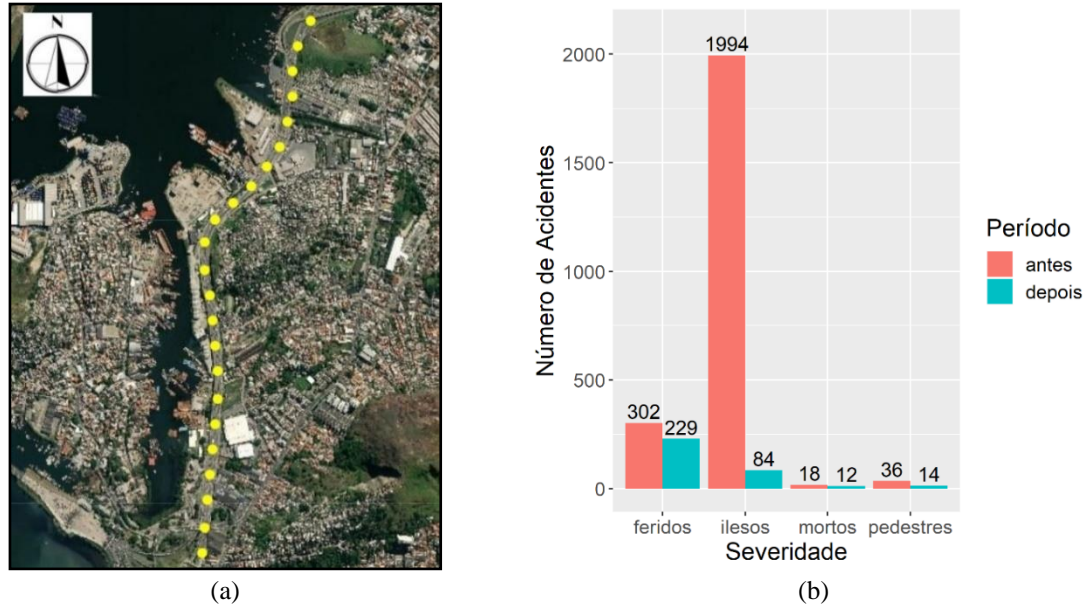 N
2000
1500
1000
500
0
Número de Acidentes
1994
302
229
84
18
12
36
14
feridos
ilesos
mortos
pedestres
Severidade
Período
antes
depois
(a)
(b)